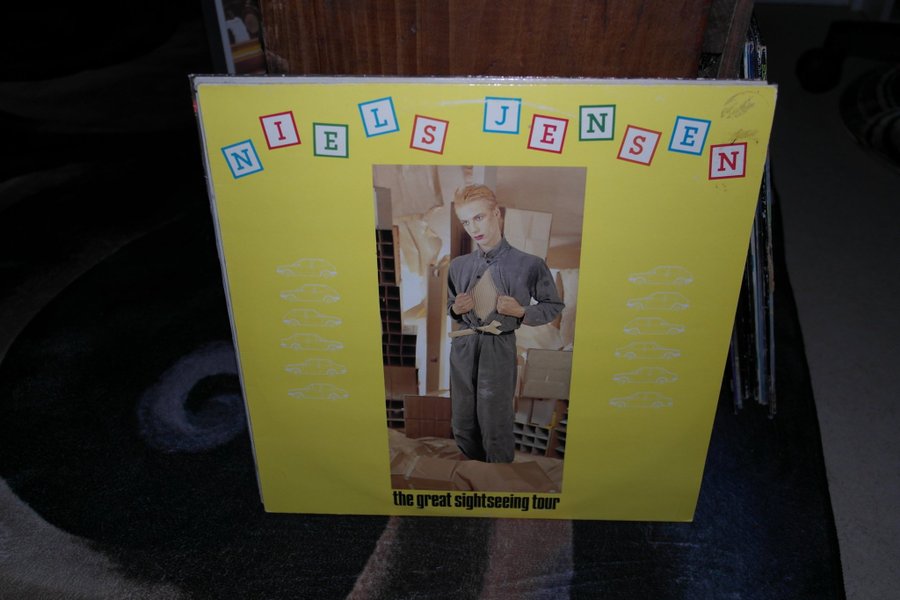 NIELS JENSEN
the great sightseeing tour